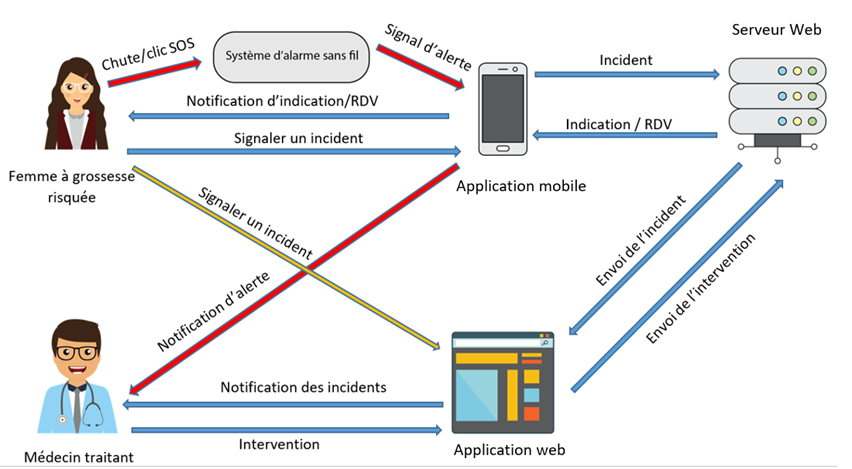 Serveur Web
Chute/clic SOS
Système d'alarme sans fil
Signal d'alerte
Incident
Notification d'indication/RDV
Indication / RDV
Signaler un incident
Femme à grossesse
risquée
Application mobile
Signaler un incident
Envoi de l'incident
Envoi de l'intervention
Notification d'alerte
Notification des incidents
Intervention
Médecin traitant
Application web